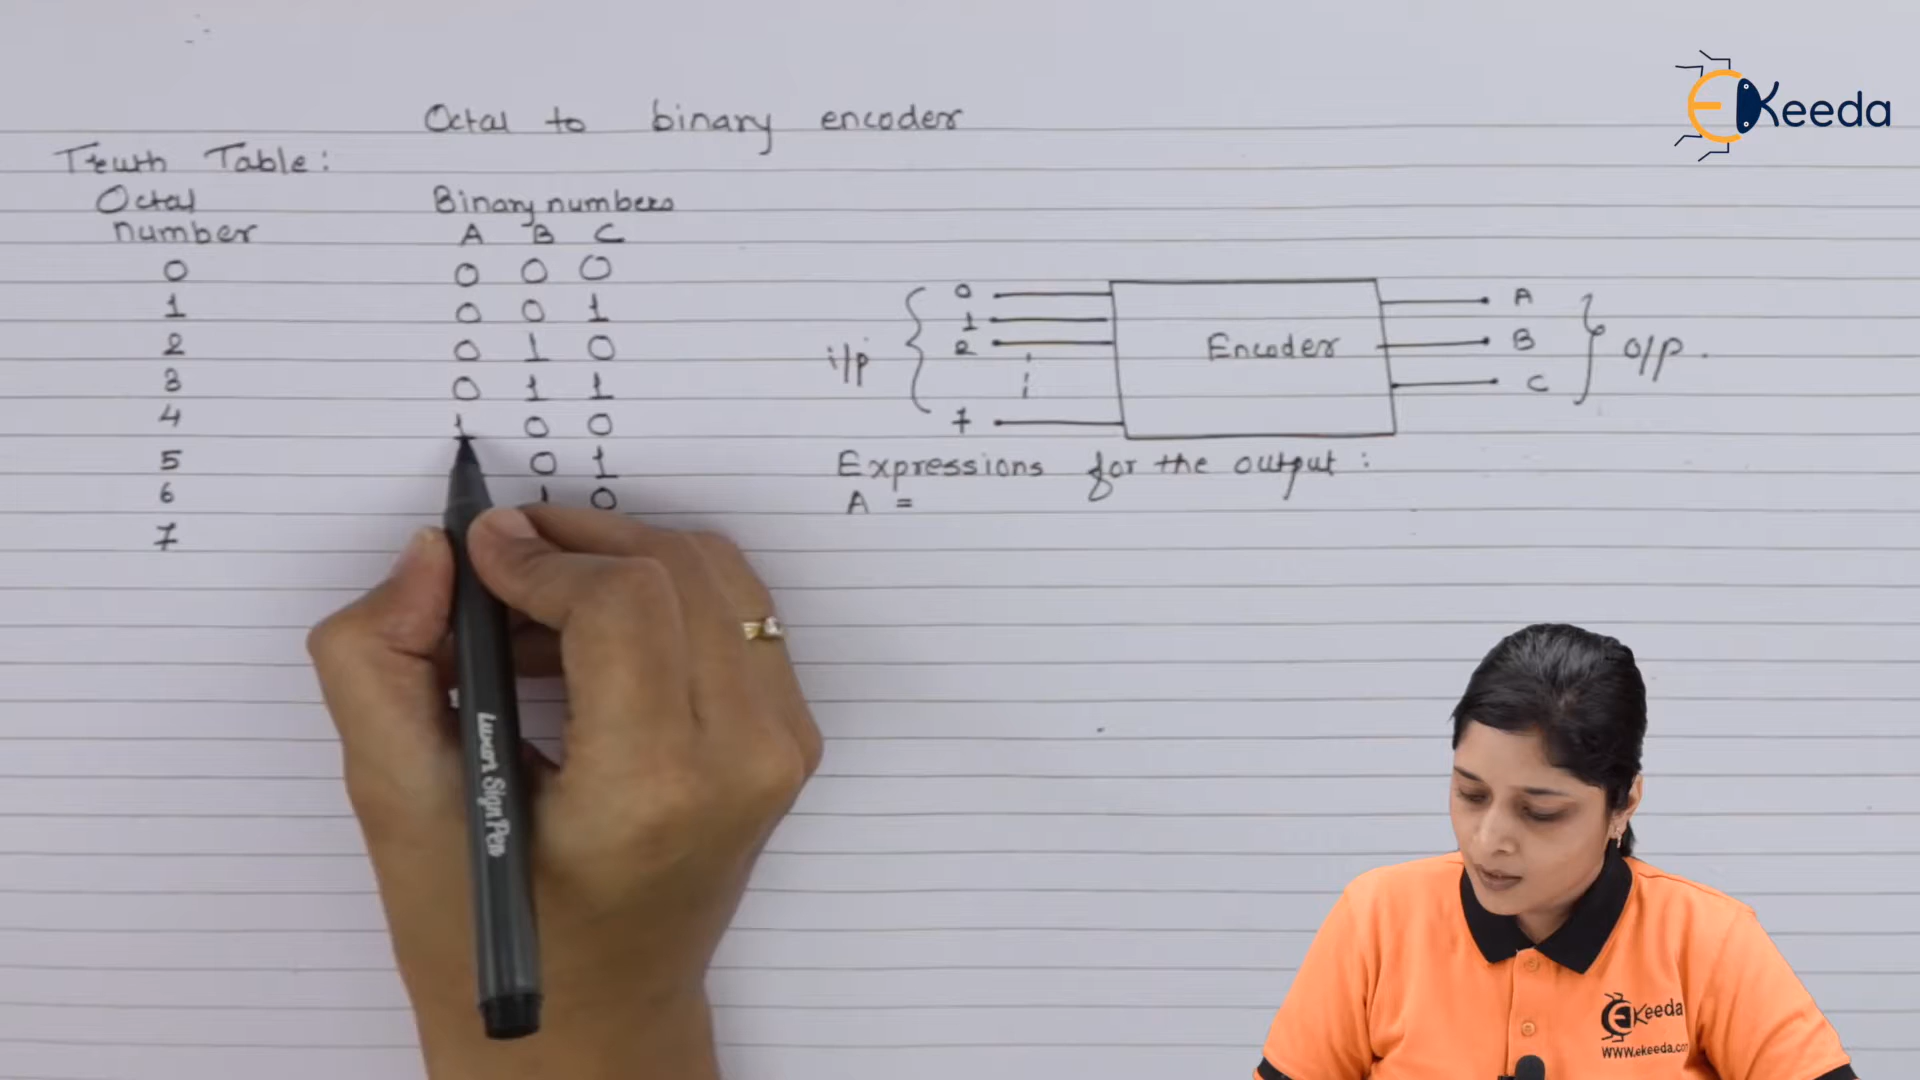 EKeeda
Octal to binary encoder
Truth Table:
Octal number
Binary numbers
A B C
0 0 0 0
1 0 0 1
2 0 1 0
3 0 1 1
4 1 0 0
5 0 1
6 1 0
7
i/p
0
1
2
7
Encoder
A
B
C
O/P.
Expressions for the output:
A =
Luxor Sign Pen
EKeeda
www.ekeeda.com